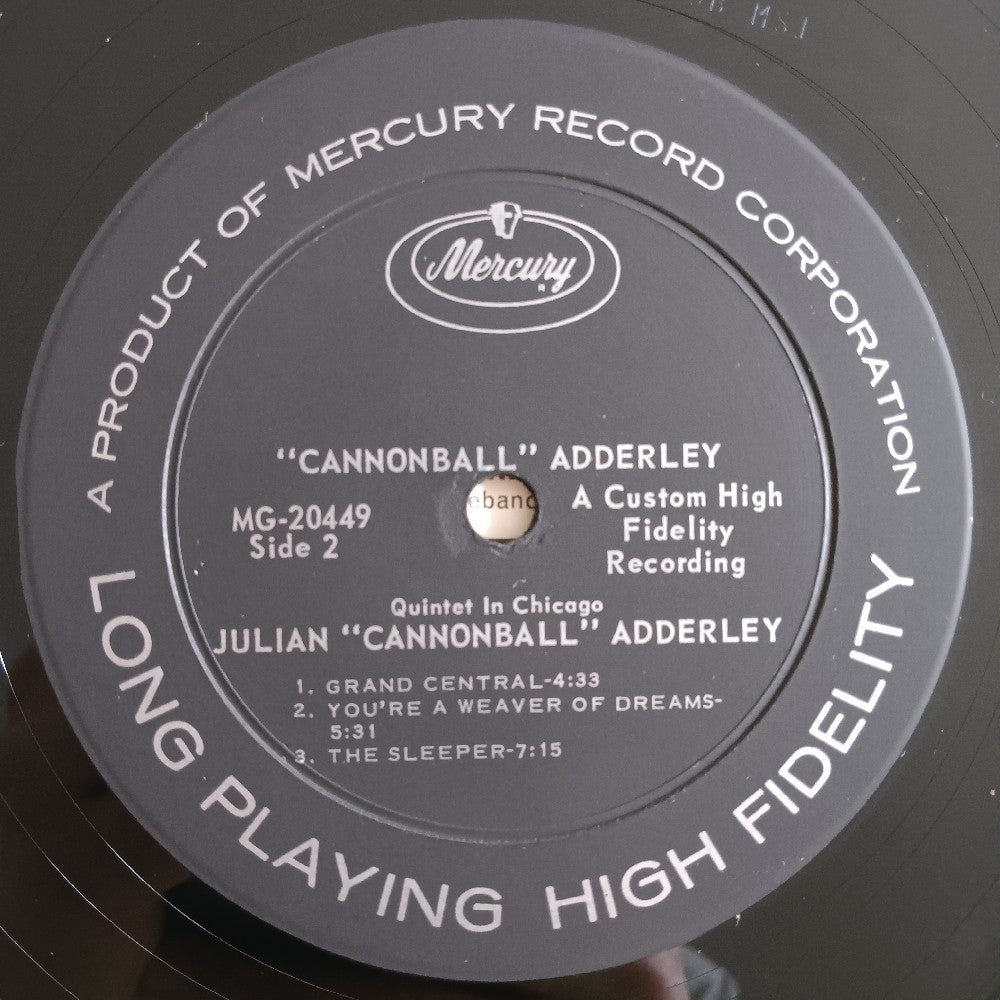 A PRODUCT OF MERCURY RECORD CORPORATION
Mercury
"CANNONBALL" ADDERLEY
MG-20449
Side 2
A Custom High
Fidelity
Recording
Quintet In Chicago
JULIAN "CANNONBALL" ADDERLEY
1. GRAND CENTRAL-4:33
2. YOU'RE A WEAVER OF DREAMS-
5:31
3. THE SLEEPER-7:15
LONG PLAYING HIGH FIDELITY